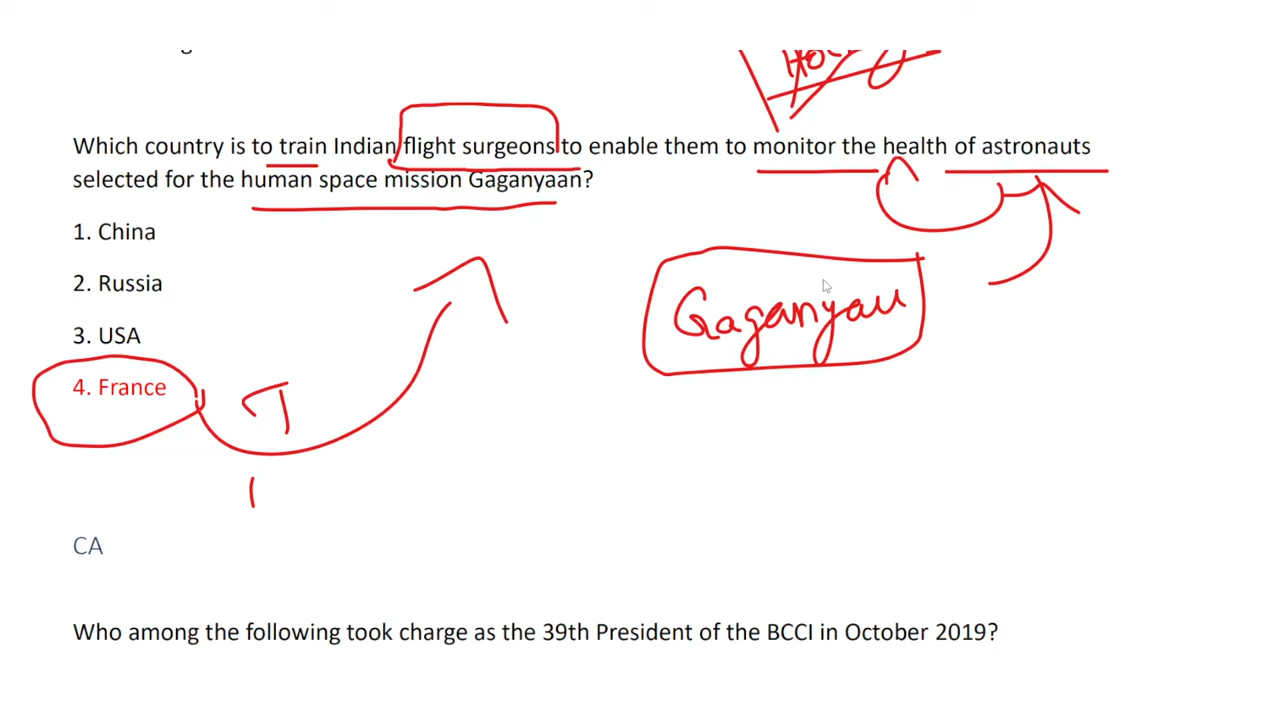 Which country is to train Indian flight surgeons to enable them to monitor the health of astronauts
selected for the human space mission Gaganyaan?
1. China
2. Russia
3. USA
Gaganyau
4. France
CA
Who among the following took charge as the 39th President of the BCCI in October 2019?